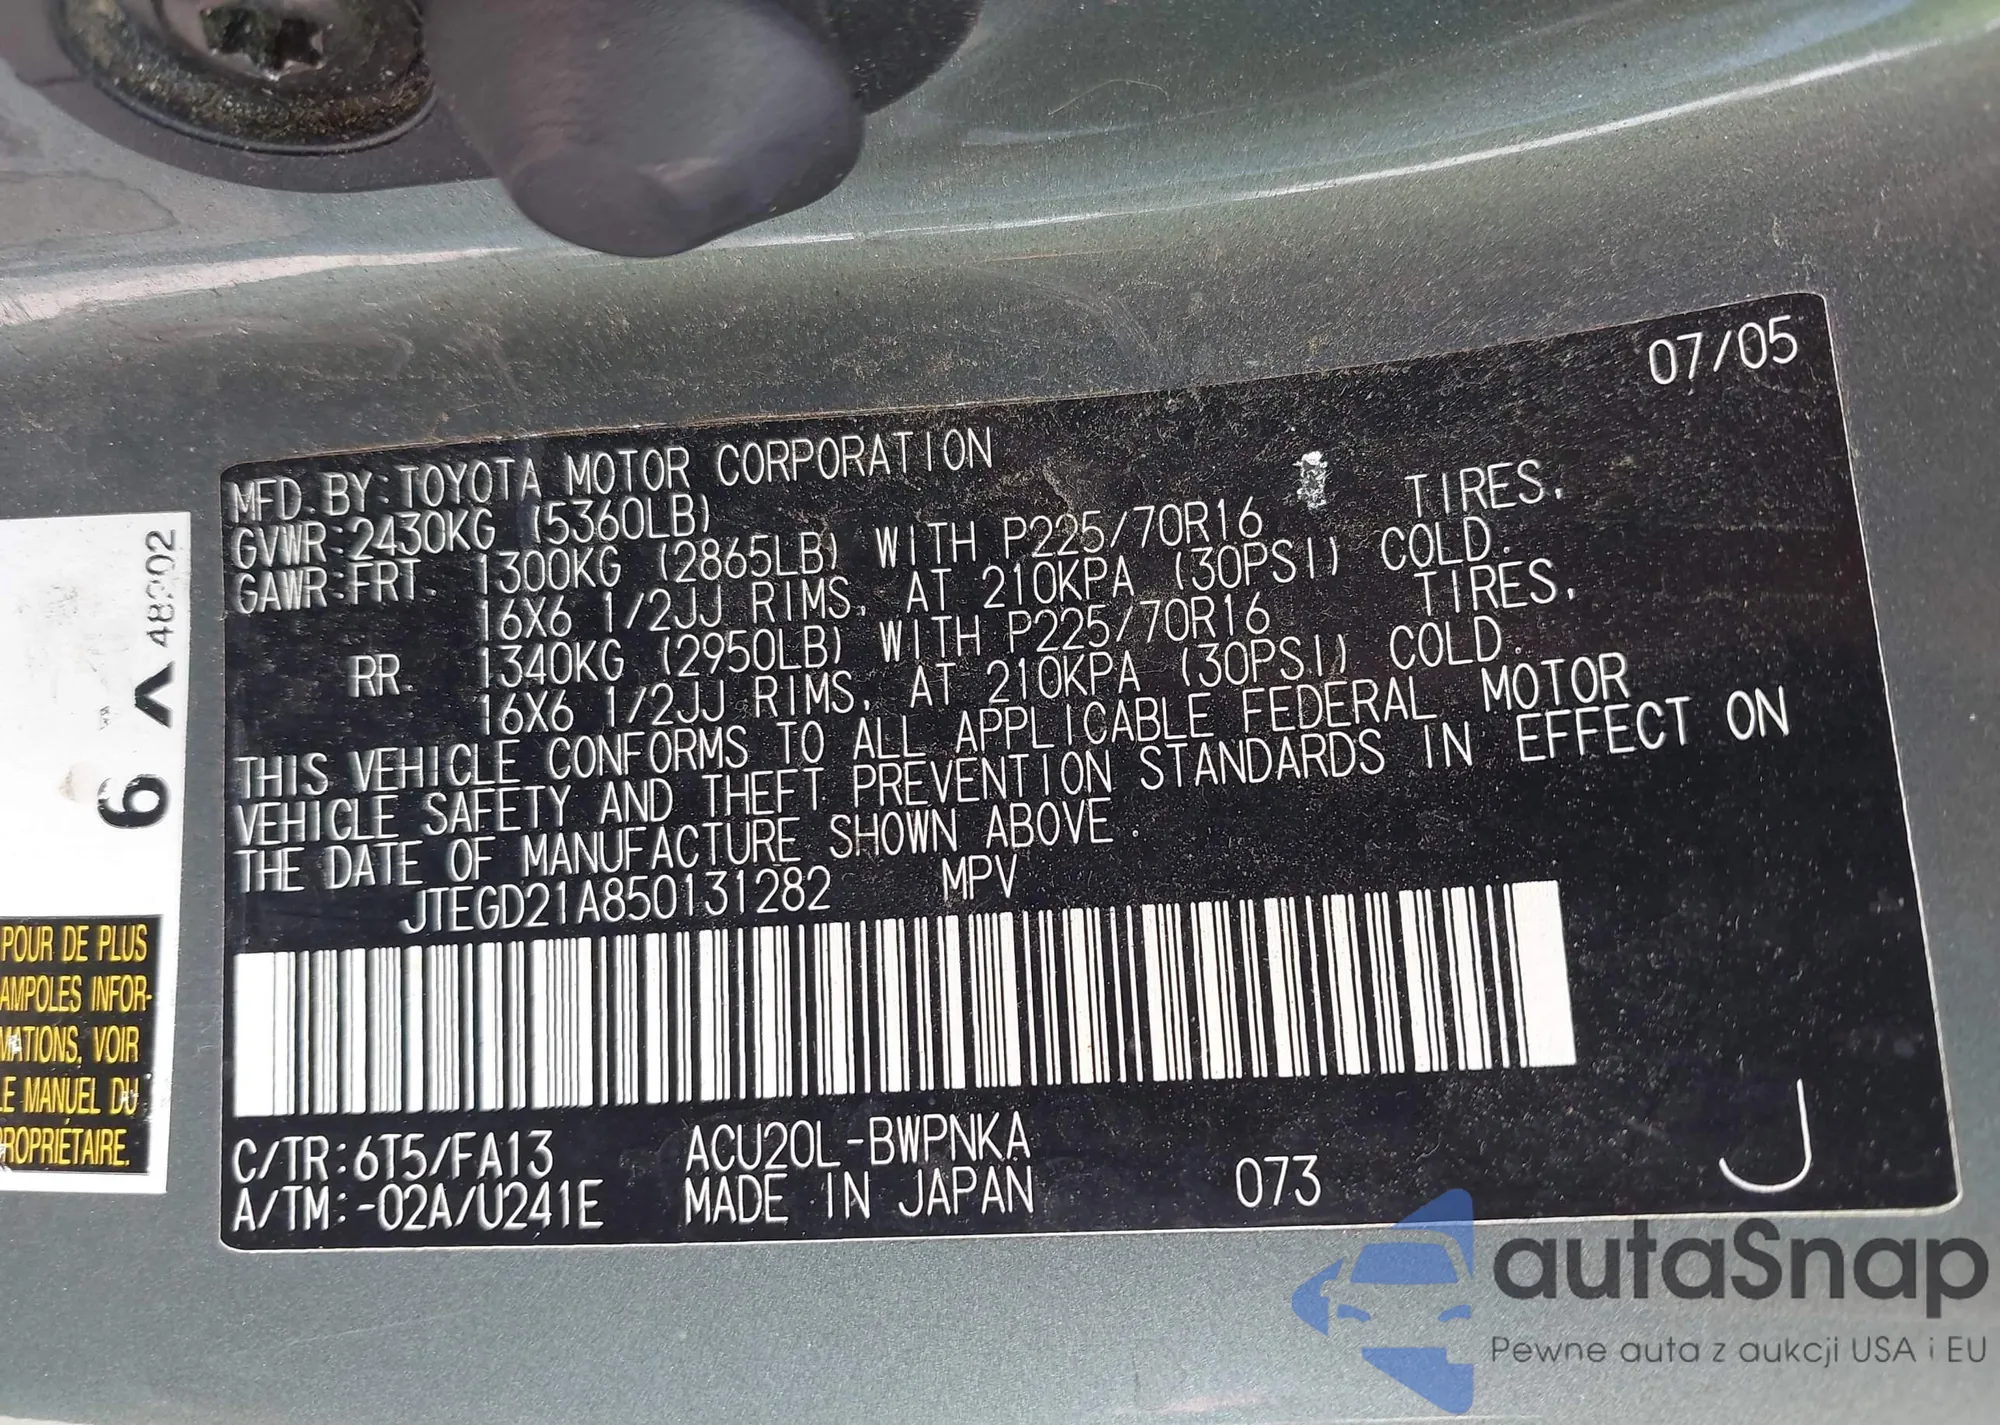 07/05
MFD. BY: TOYOTA MOTOR CORPORATION
GVWR: 2430KG (5360LB)
GAWR: FRT. 1300KG (2865LB) WITH P225/70R16 TIRES,
16X6 1/2JJ RIMS, AT 210KPA (30PSI) COLD.
RR. 1340KG (2950LB) WITH P225/70R16 TIRES,
16X6 1/2JJ RIMS, AT 210KPA (30PSI) COLD.
THIS VEHICLE CONFORMS TO ALL APPLICABLE FEDERAL MOTOR
VEHICLE SAFETY AND THEFT PREVENTION STANDARDS IN EFFECT ON
THE DATE OF MANUFACTURE SHOWN ABOVE.
JTEGD21A850131282 MPV
C/TR: 6T5/FA13 ACU20L-BWPNKA
A/TM: -02A/U241E MADE IN JAPAN 073 J
6 48202
POUR DE PLUS
AMPOLES INFOR-
MATIONS, VOIR
LE MANUEL DU
PROPRIÉTAIRE.
autaSnap
Pewne auta z aukcji USA i EU